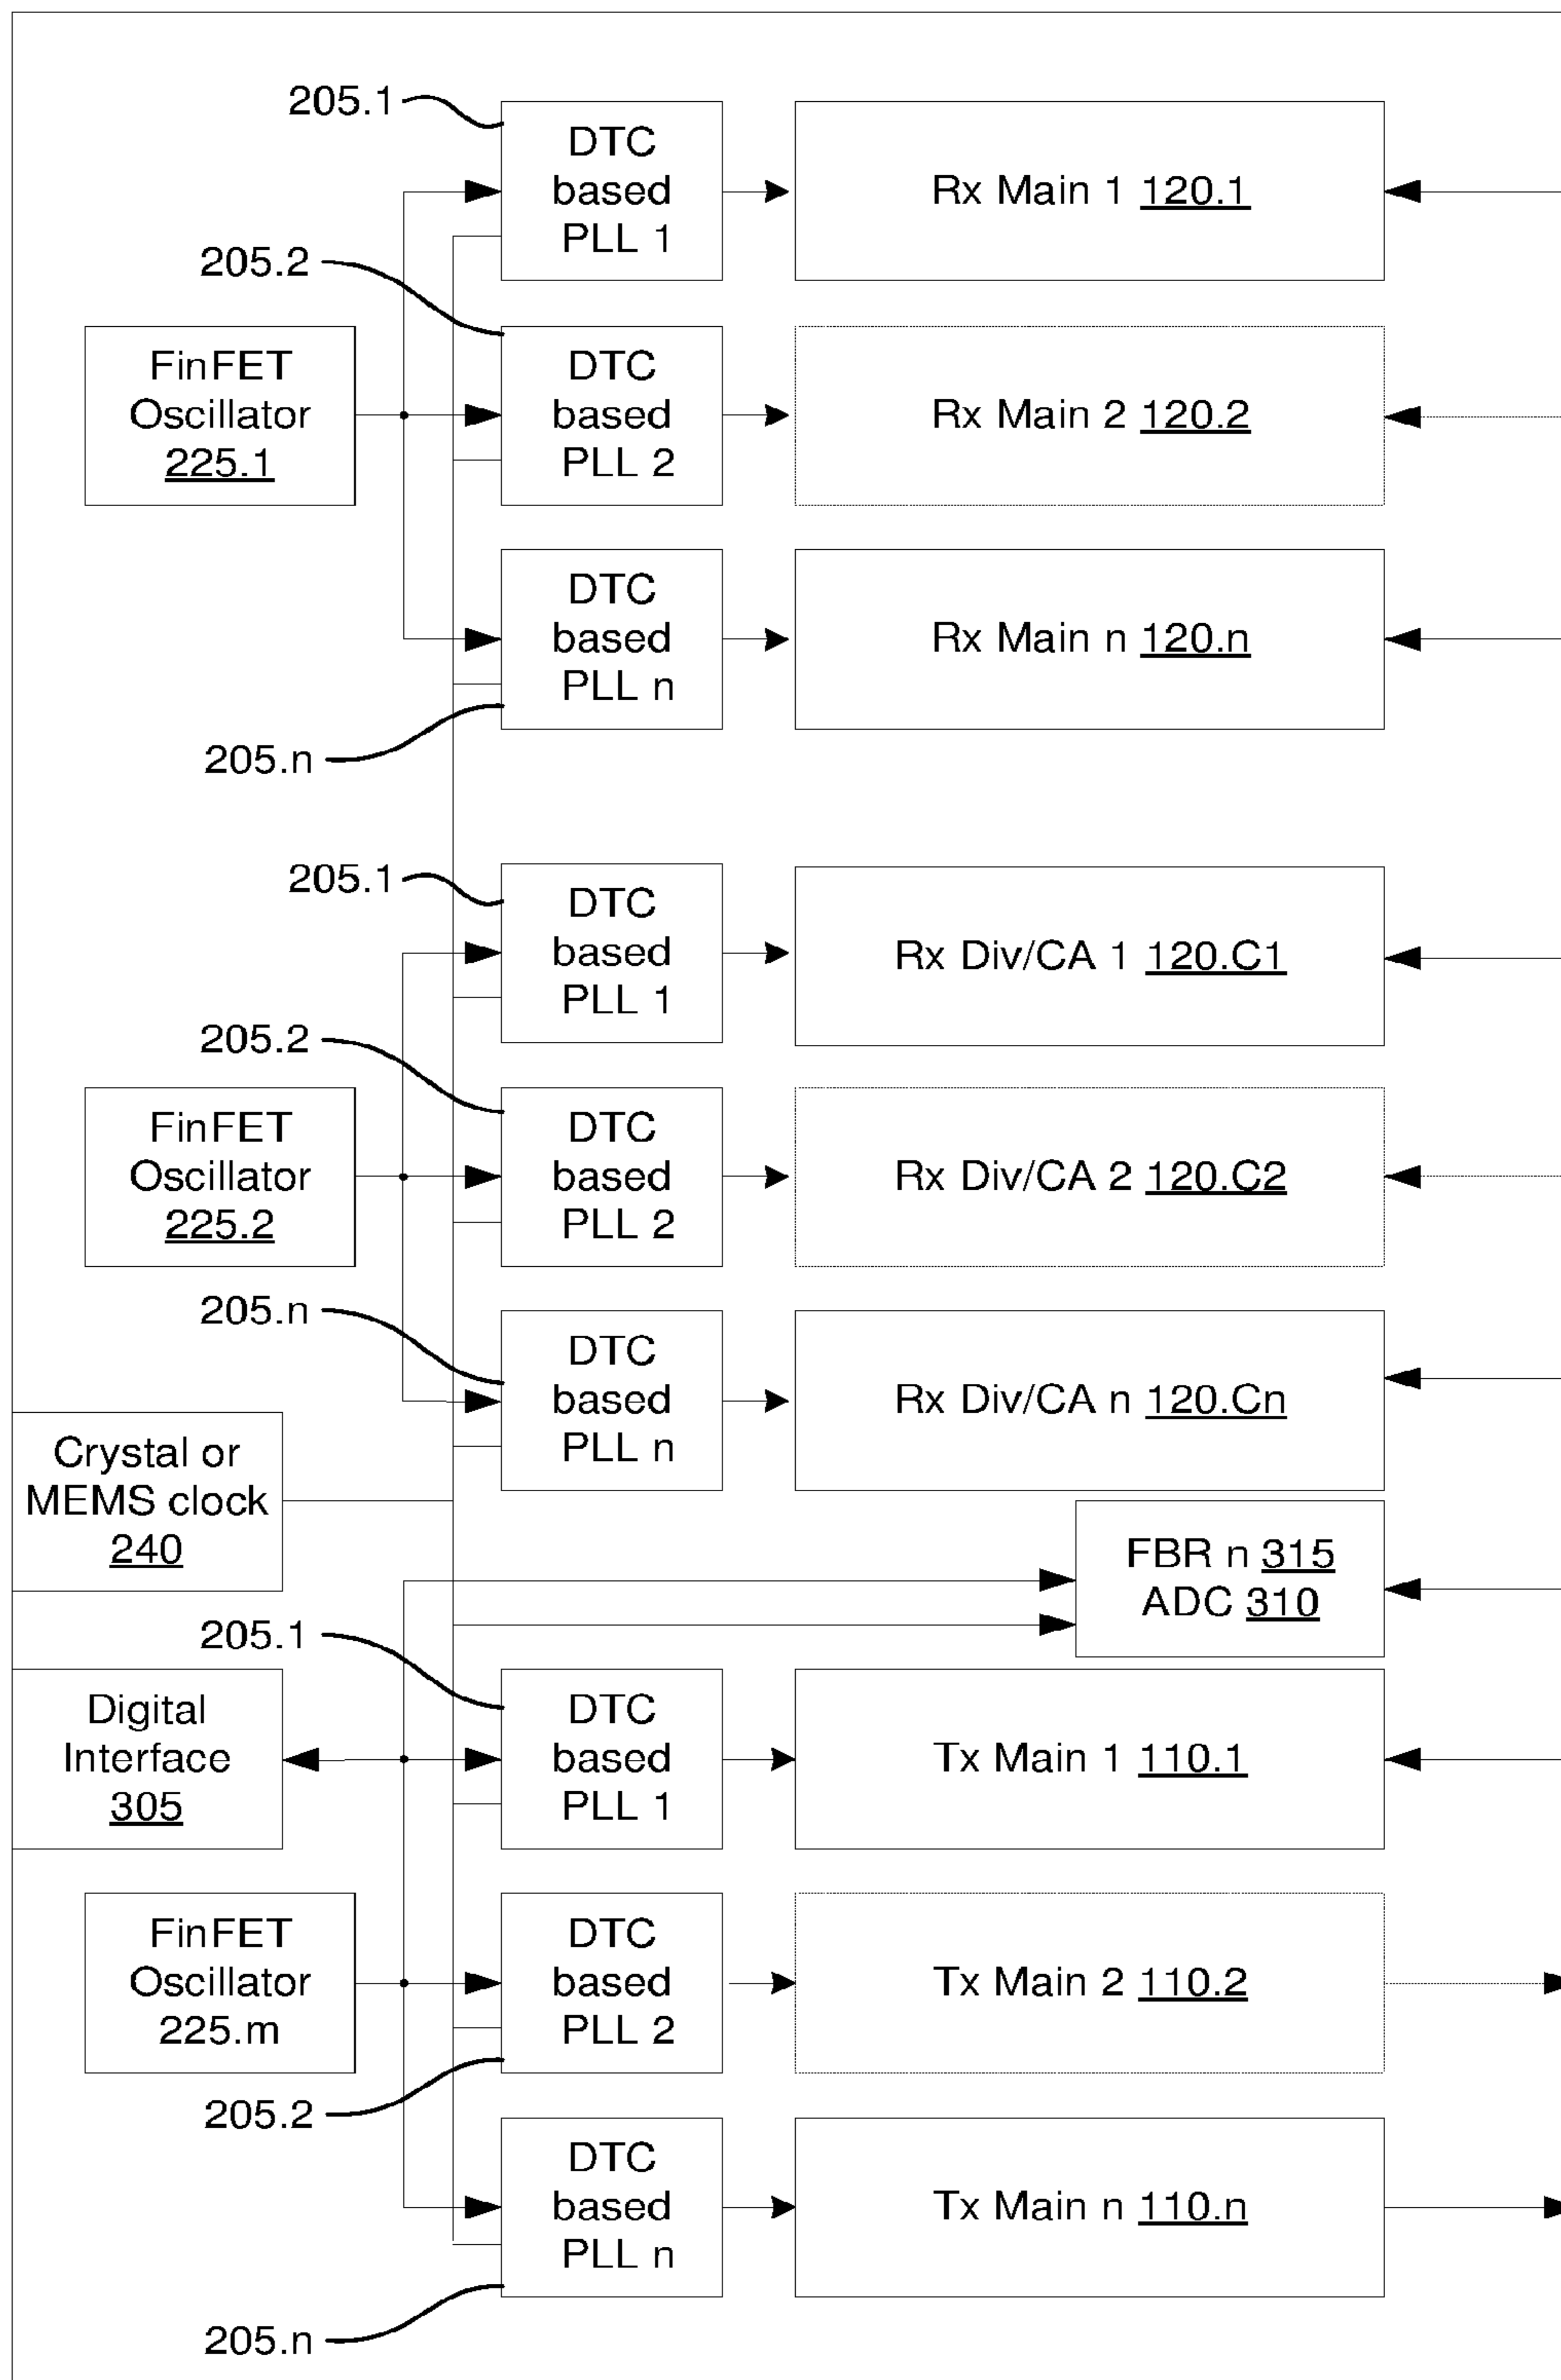 205.1
DTC
based
PLL 1
Rx Main 1 120.1
205.2
FinFET
Oscillator
225.1
DTC
based
PLL 2
Rx Main 2 120.2
DTC
based
PLL n
Rx Main n 120.n
205.n
205.1
DTC
based
PLL 1
Rx Div/CA 1 120.C1
205.2
FinFET
Oscillator
225.2
DTC
based
PLL 2
Rx Div/CA 2 120.C2
205.n
DTC
based
PLL n
Rx Div/CA n 120.Cn
Crystal or
MEMS clock
240
FBR n 315
ADC 310
205.1
Digital
Interface
305
DTC
based
PLL 1
Tx Main 1 110.1
FinFET
Oscillator
225.m
DTC
based
PLL 2
Tx Main 2 110.2
205.2
DTC
based
PLL n
Tx Main n 110.n
205.n